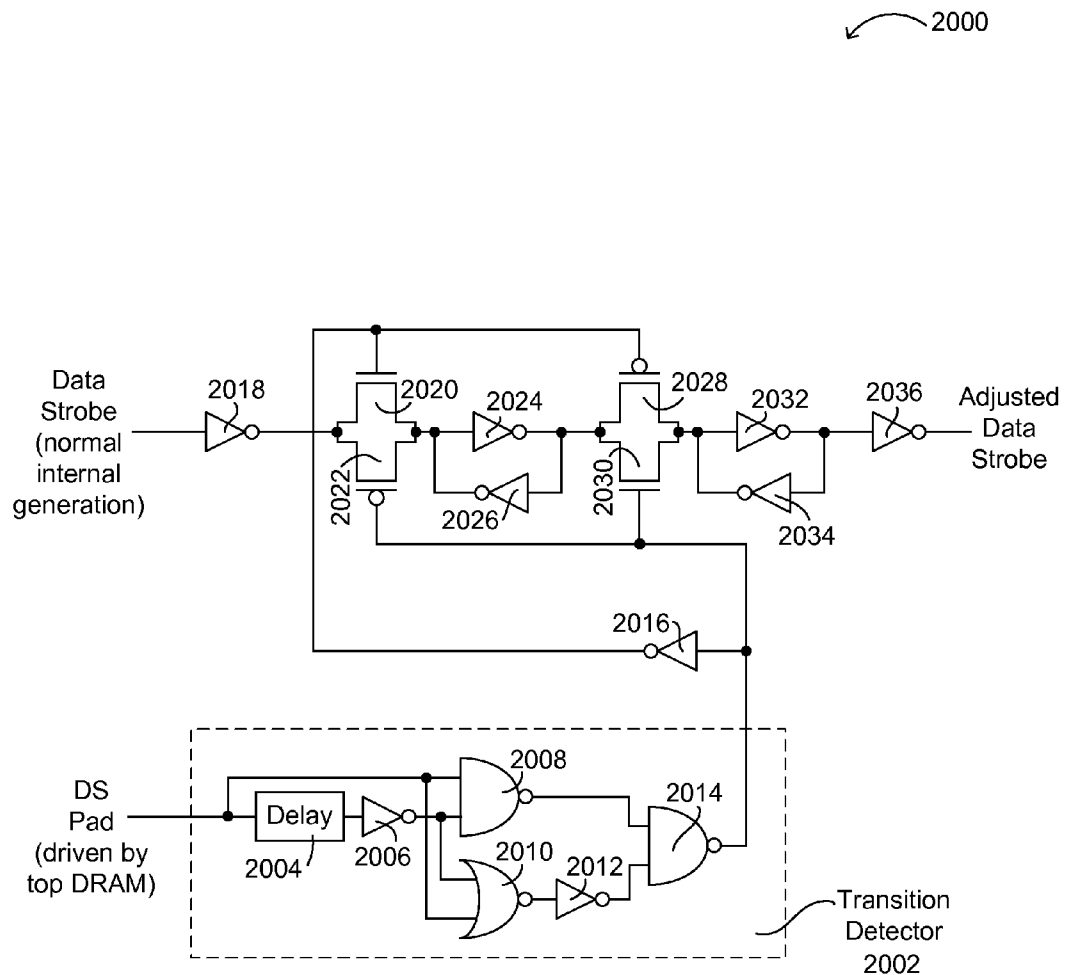 2000
Data
Strobe
(normal
internal
generation)
2018
2020
2022
2024
2026
2028
2030
2032
2034
2036
Adjusted
Data
Strobe
2016
DS
Pad
(driven by
top DRAM)
Delay
2004
2006
2008
2010
2012
2014
Transition
Detector
2002